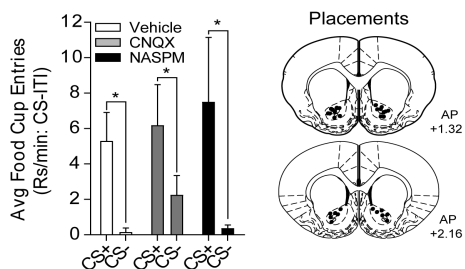 Avg Food Cup Entries
(Rs/min: CS-ITI)
12
10
8
6
4
2
0
Vehicle
CNQX
NASPM
*
*
*
CS+
CS-
CS+
CS-
CS+
CS-
Placements
AP
+1.32
AP
+2.16